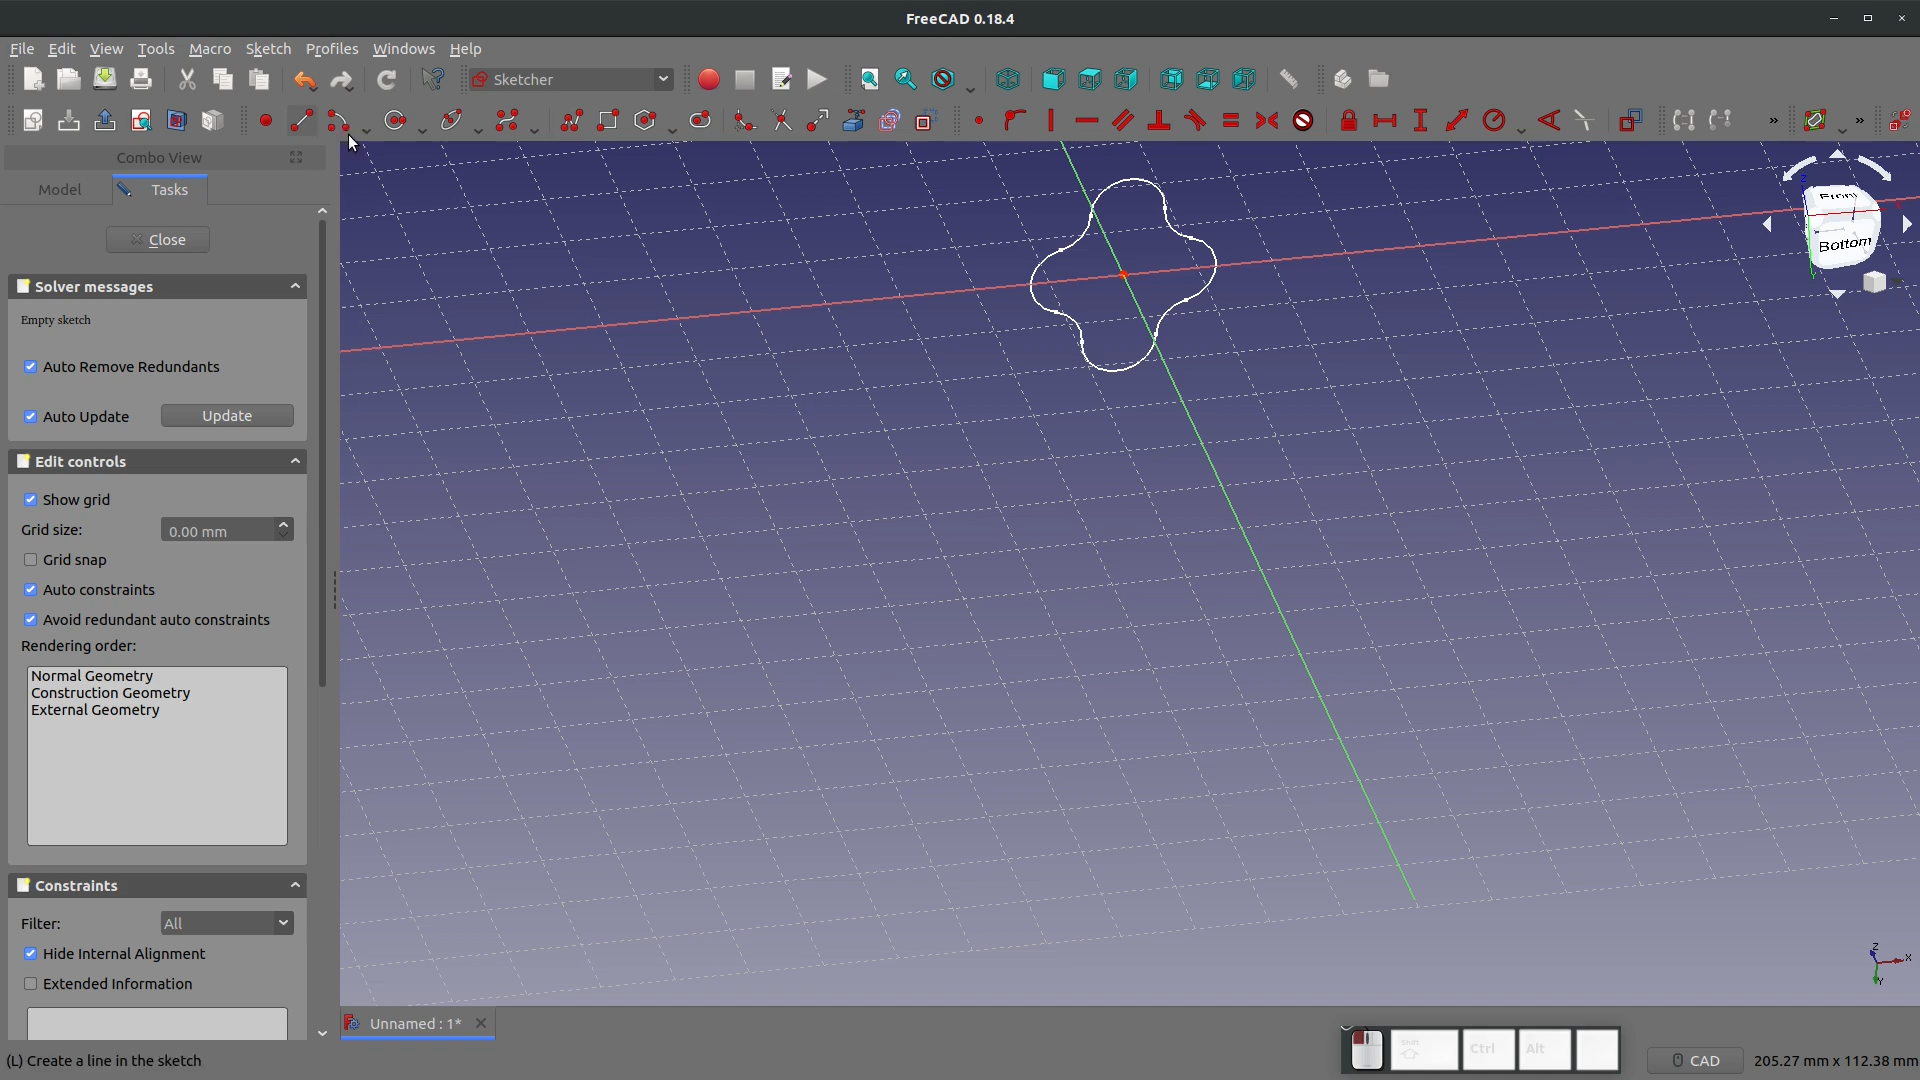 FreeCAD 0.18.4
File Edit View Tools Macro Sketch Profiles Windows Help
Sketcher
Combo View
Model Tasks
Close
Solver messages
Empty sketch
Auto Remove Redundants
Auto Update Update
Edit controls
Show grid
Grid size: 0.00 mm
Grid snap
Auto constraints
Avoid redundant auto constraints
Rendering order:
Normal Geometry
Construction Geometry
External Geometry
Constraints
Filter: All
Hide Internal Alignment
Extended Information
Front
Bottom
Z
X
Y
Unnamed : 1*
Shift Ctrl Alt
(L) Create a line in the sketch
CAD 205.27 mm x 112.38 mm